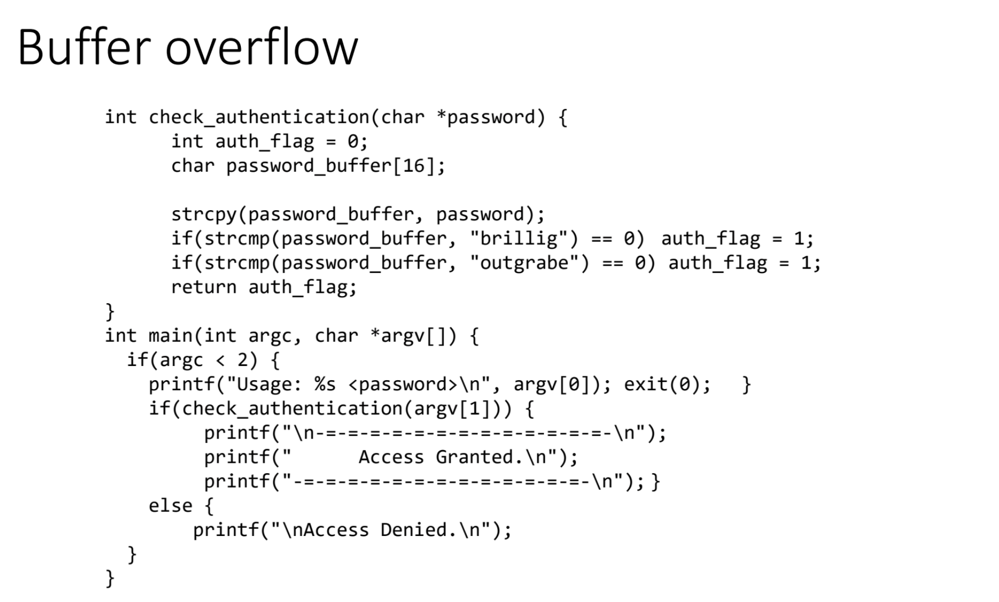 Buffer overflow
int check_authentication(char *password) {
int auth_flag = 0;
char password_buffer[16];
strcpy(password_buffer, password);
if(strcmp(password_buffer, "brillig") == 0) auth_flag = 1;
if(strcmp(password_buffer, "outgrabe") == 0) auth_flag = 1;
return auth_flag;
}
int main(int argc, char *argv[]) {
if(argc < 2) {
printf("Usage: %s <password>\n", argv[0]); exit(0); }
if(check_authentication(argv[1])) {
printf("\n-=-=-=-=-=-=-=-=-=-=-=-=-=-\n");
printf("      Access Granted.\n");
printf("-=-=-=-=-=-=-=-=-=-=-=-=-=-\n"); }
else {
printf("\nAccess Denied.\n");
}
}